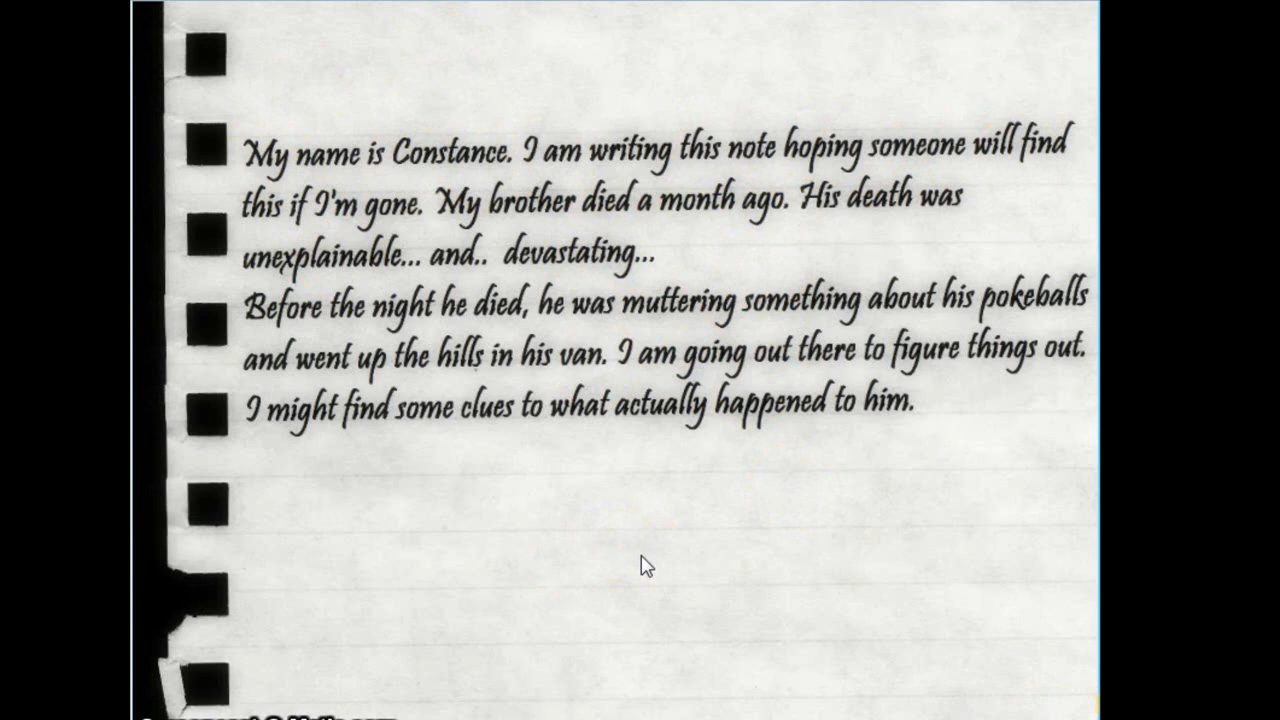 My name is Constance. I am writing this note hoping someone will find
this if I'm gone. My brother died a month ago. His death was
unexplainable... and.. devastating...
Before the night he died, he was muttering something about his pokeballs
and went up the hills in his van. I am going out there to figure things out.
I might find some clues to what actually happened to him.